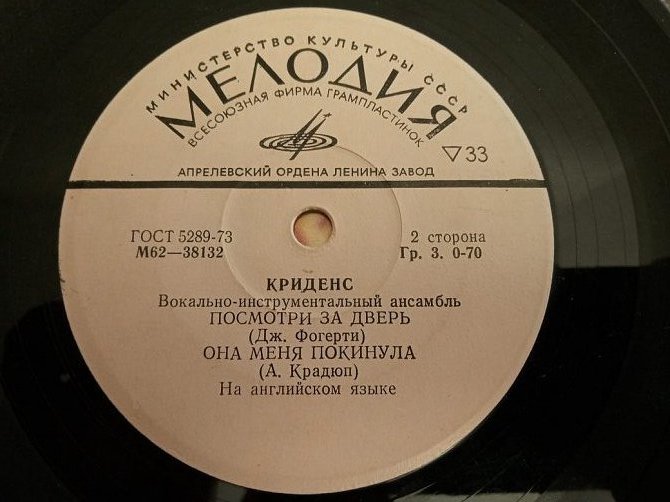 МИНИСТЕРСТВО КУЛЬТУРЫ СССР
МЕЛОДИЯ
ВСЕСОЮЗНАЯ ФИРМА ГРАМПЛАСТИНОК
▽33
АПРЕЛЕВСКИЙ ОРДЕНА ЛЕНИНА ЗАВОД
ГОСТ 5289-73
2 сторона
М62—38132
Гр. 3. 0-70
КРИДЕНС
Вокально-инструментальный ансамбль
ПОСМОТРИ ЗА ДВЕРЬ
(Дж. Фогерти)
ОНА МЕНЯ ПОКИНУЛА
(А. Крадюп)
На английском языке